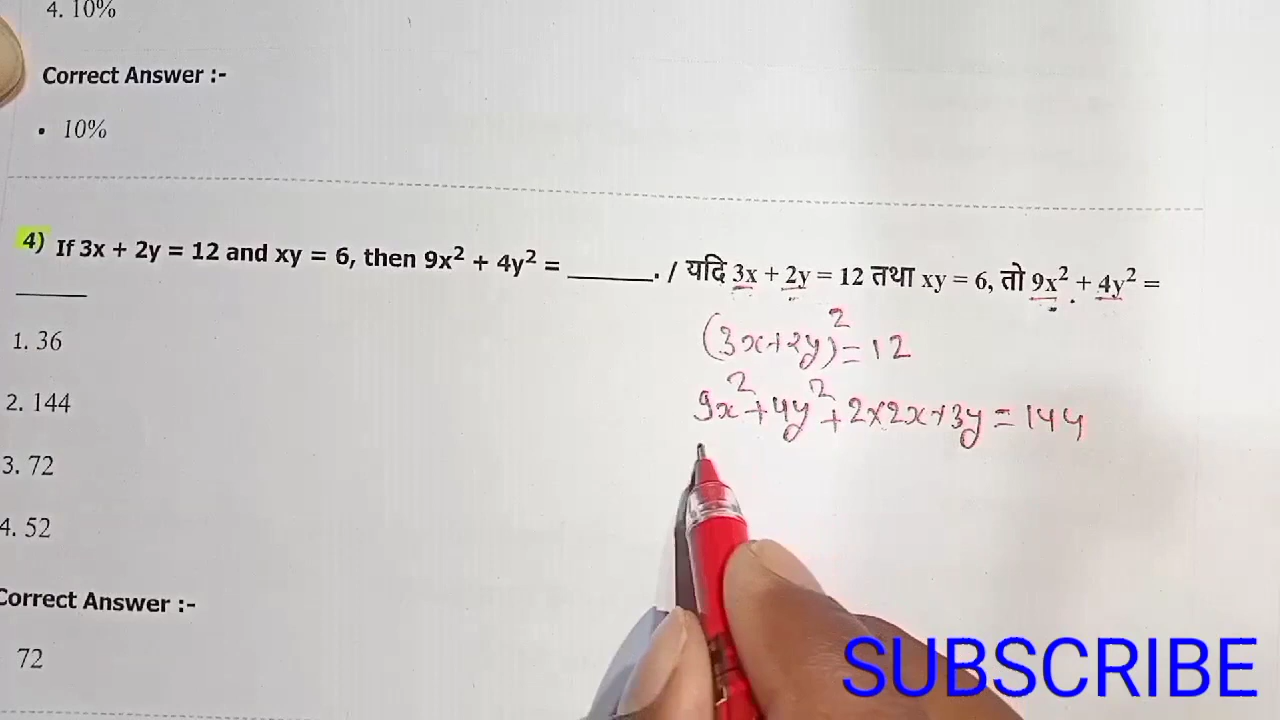 4. 10%
Correct Answer :-
• 10%
4) If 3x + 2y = 12 and xy = 6, then 9x² + 4y² = ______. / यदि 3x + 2y = 12 तथा xy = 6, तो 9x² + 4y² =
______
(3x+2y)² = 12
9x² + 4y² + 2×2x×3y = 144
1. 36
2. 144
3. 72
4. 52
Correct Answer :-
72
SUBSCRIBE